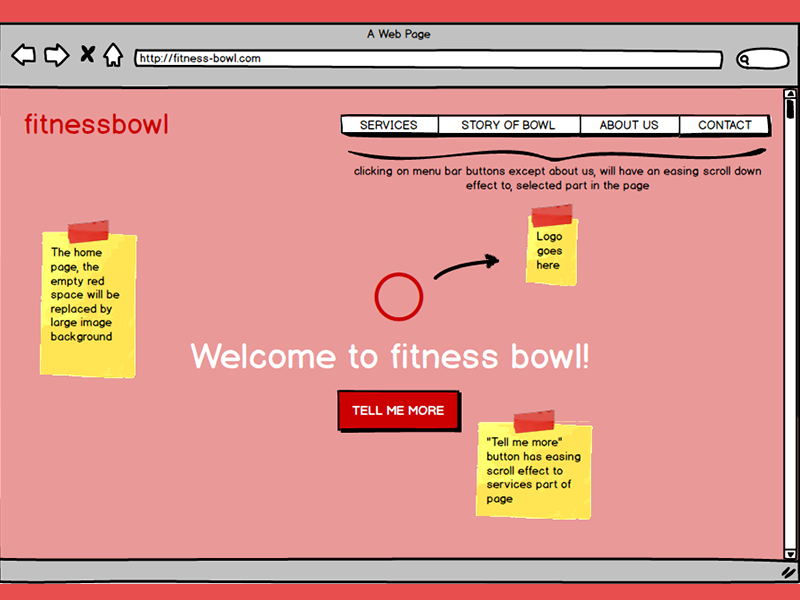 A Web Page
http://fitness-bowl.com
fitnessbowl
SERVICES
STORY OF BOWL
ABOUT US
CONTACT
clicking on menu bar buttons except about us, will have an easing scroll down
effect to, selected part in the page
The home
page, the
empty red
space will be
replaced by
large image
background
Logo
goes
here
Welcome to fitness bowl!
TELL ME MORE
"Tell me more"
button has easing
scroll effect to
services part of
page